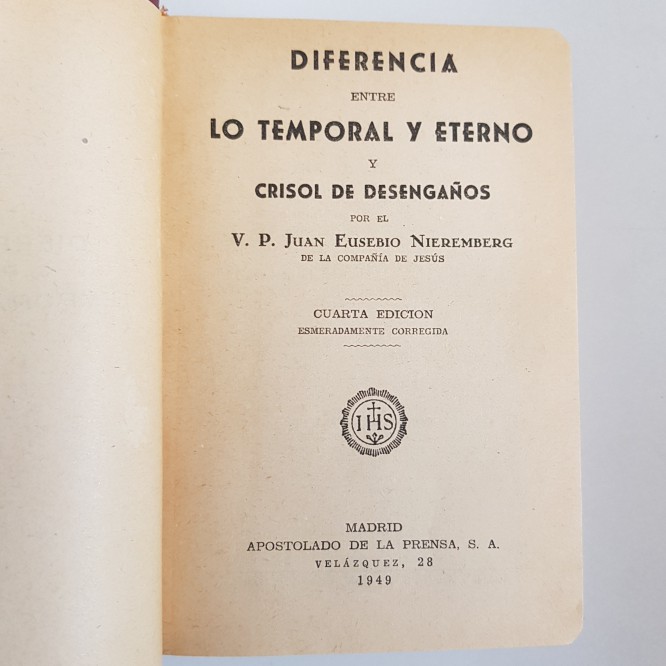 DIFERENCIA
ENTRE
LO TEMPORAL Y ETERNO
Y
CRISOL DE DESENGAÑOS
POR EL
V. P. JUAN EUSEBIO NIEREMBERG
DE LA COMPAÑÍA DE JESÚS
CUARTA EDICION
ESMERADAMENTE CORREGIDA
IHS
MADRID
APOSTOLADO DE LA PRENSA, S. A.
VELÁZQUEZ, 28
1949